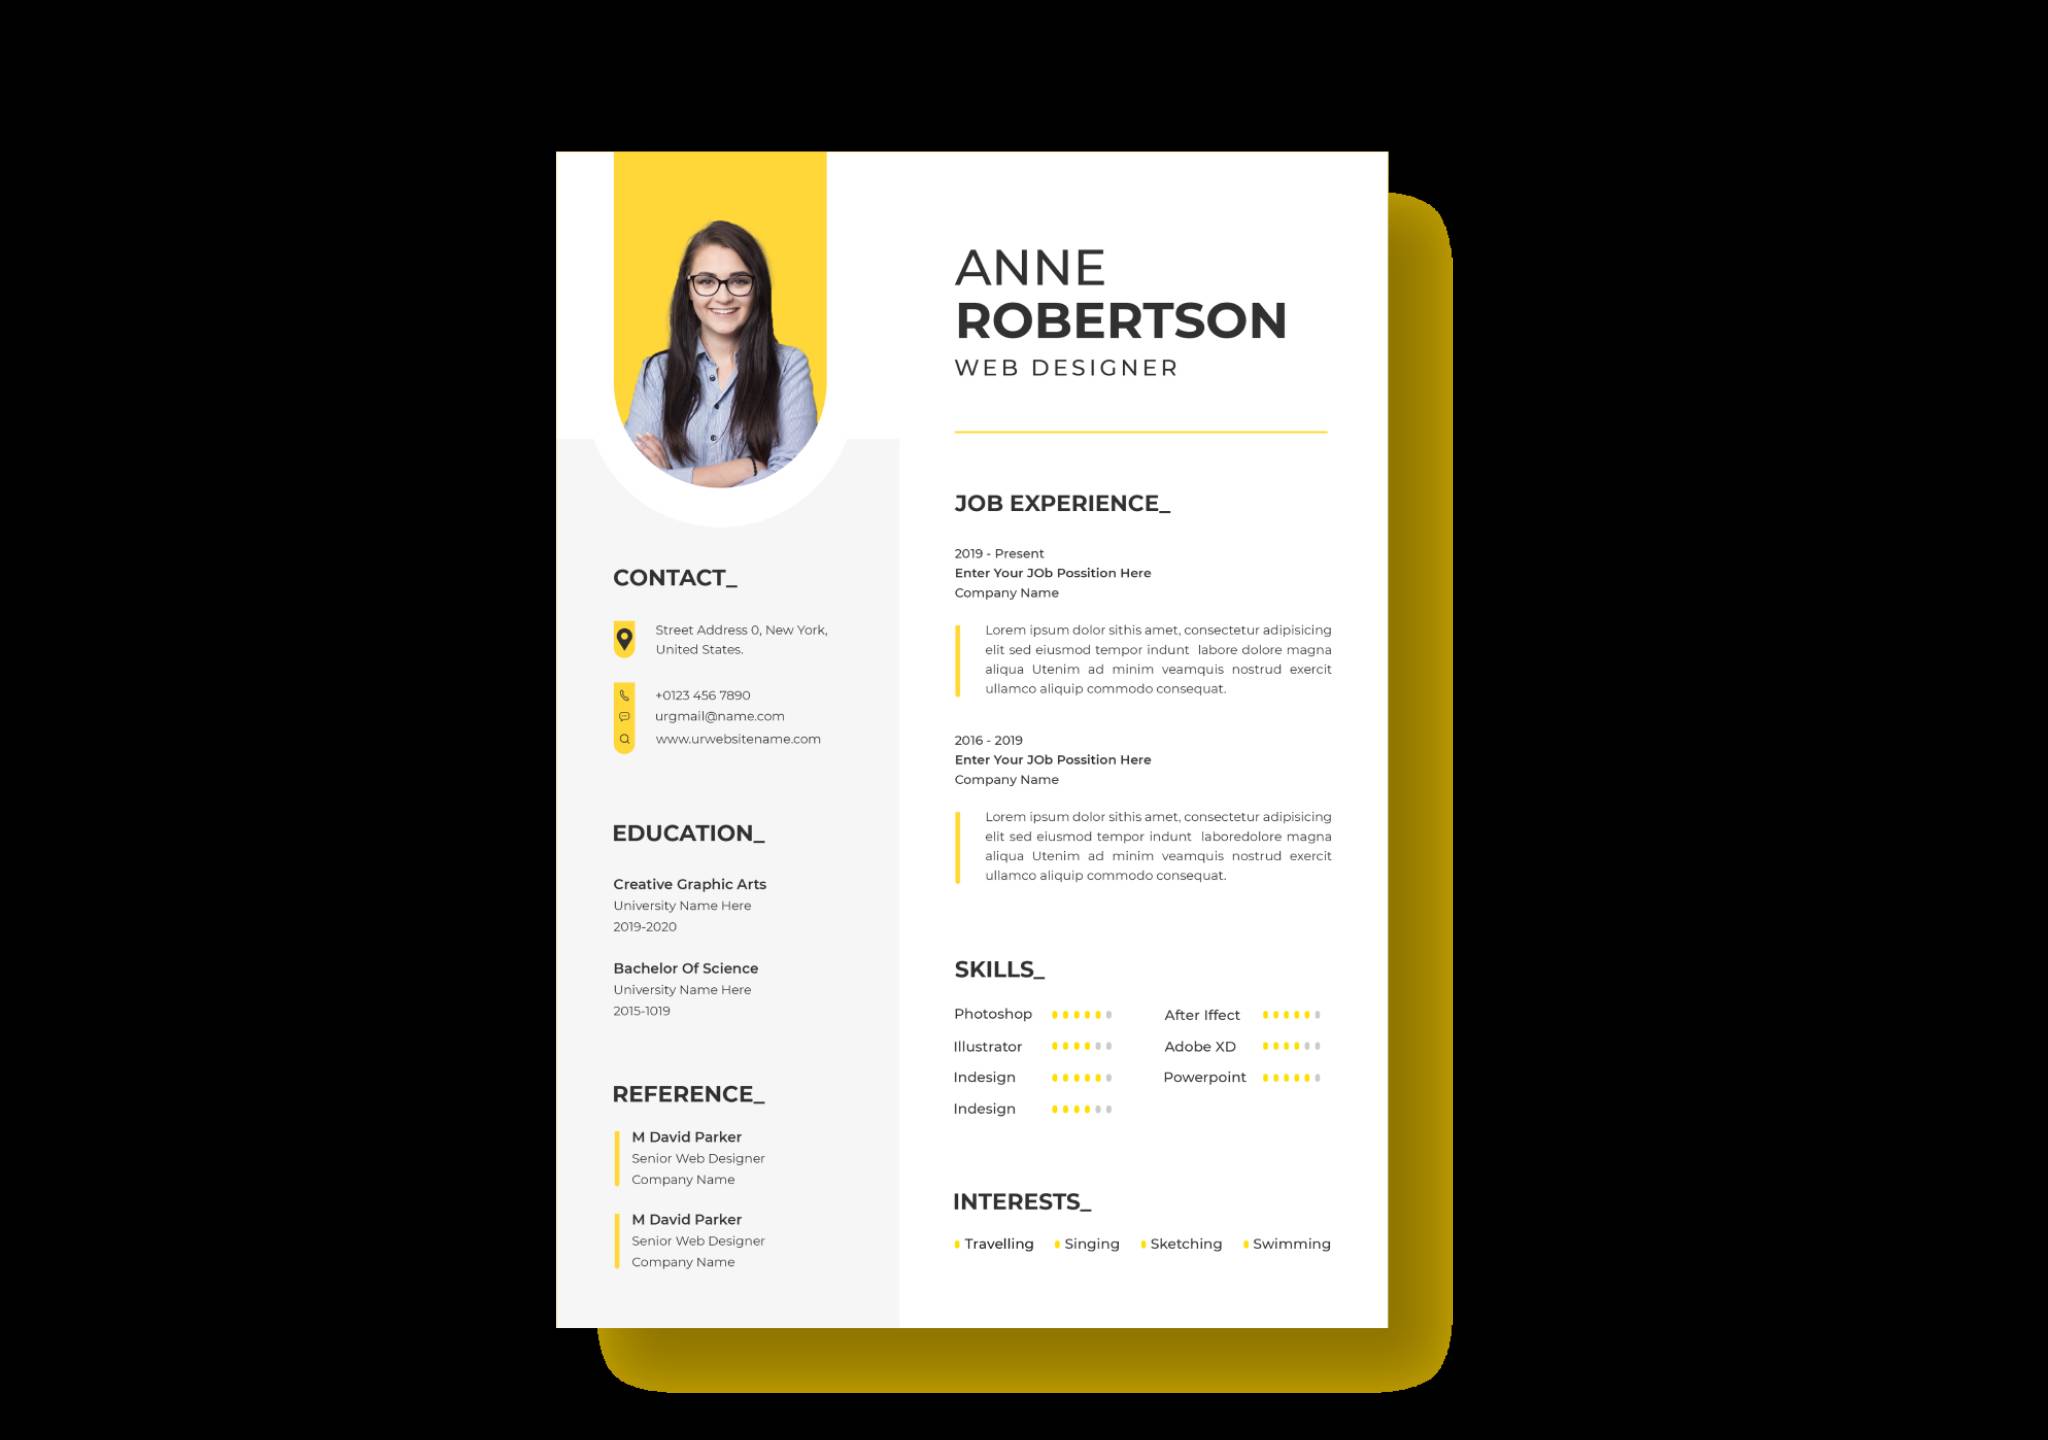 ANNE
ROBERTSON
WEB DESIGNER
CONTACT_
Street Address 0, New York,
United States.
+0123 456 7890
urgmail@name.com
www.urwebsitename.com
EDUCATION_
Creative Graphic Arts
University Name Here
2019-2020
Bachelor Of Science
University Name Here
2015-1019
REFERENCE_
M David Parker
Senior Web Designer
Company Name
M David Parker
Senior Web Designer
Company Name
JOB EXPERIENCE_
2019 - Present
Enter Your JOb Possition Here
Company Name
Lorem ipsum dolor sithis amet, consectetur adipisicing
elit sed eiusmod tempor indunt labore dolore magna
aliqua Utenim ad minim veamquis nostrud exercit
ullamco aliquip commodo consequat.
2016 - 2019
Enter Your JOb Possition Here
Company Name
Lorem ipsum dolor sithis amet, consectetur adipisicing
elit sed eiusmod tempor indunt laboredolore magna
aliqua Utenim ad minim veamquis nostrud exercit
ullamco aliquip commodo consequat.
SKILLS_
Photoshop
Illustrator
Indesign
Indesign
After Iffect
Adobe XD
Powerpoint
INTERESTS_
Travelling Singing Sketching Swimming